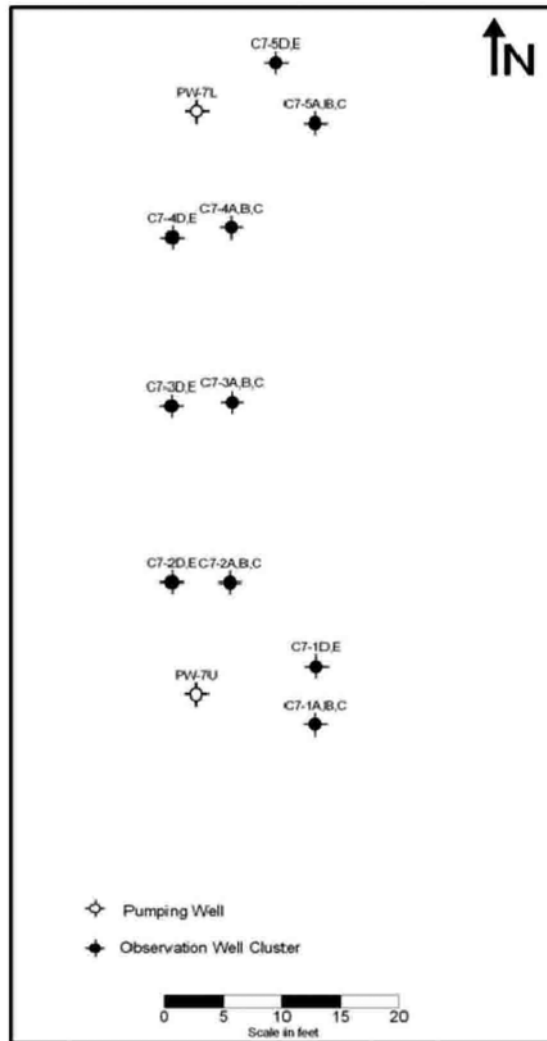 C7-5D,E
N
PW-7L
C7-5A,B,C
C7-4D,E C7-4A,B,C
C7-3D,E C7-3A,B,C
C7-2D,E C7-2A,B,C
C7-1D,E
PW-7U
C7-1A,B,C
Pumping Well
Observation Well Cluster
0 5 10 15 20
Scale in feet